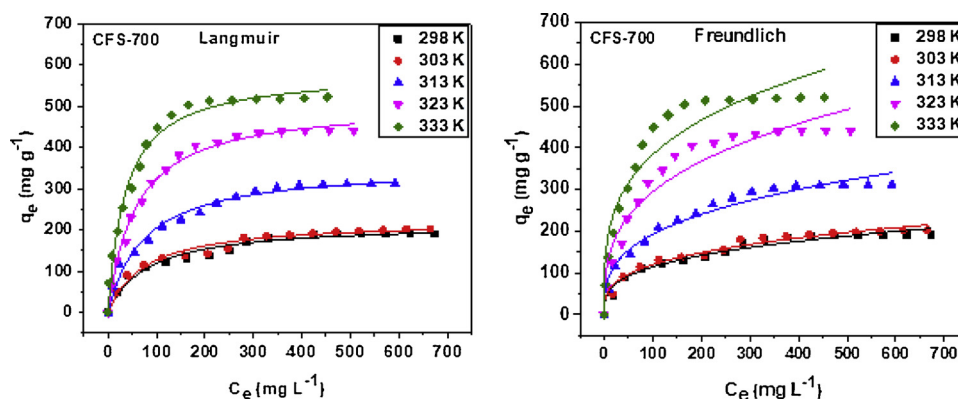 CFS-700 Langmuir
298 K
303 K
313 K
323 K
333 K
700
600
500
400
300
200
100
0
qe (mg g-1)
0 100 200 300 400 500 600 700
Ce (mg L-1)
CFS-700 Freundlich
298 K
303 K
313 K
323 K
333 K
700
600
500
400
300
200
100
0
qe (mg g-1)
0 100 200 300 400 500 600 700
Ce (mg L-1)